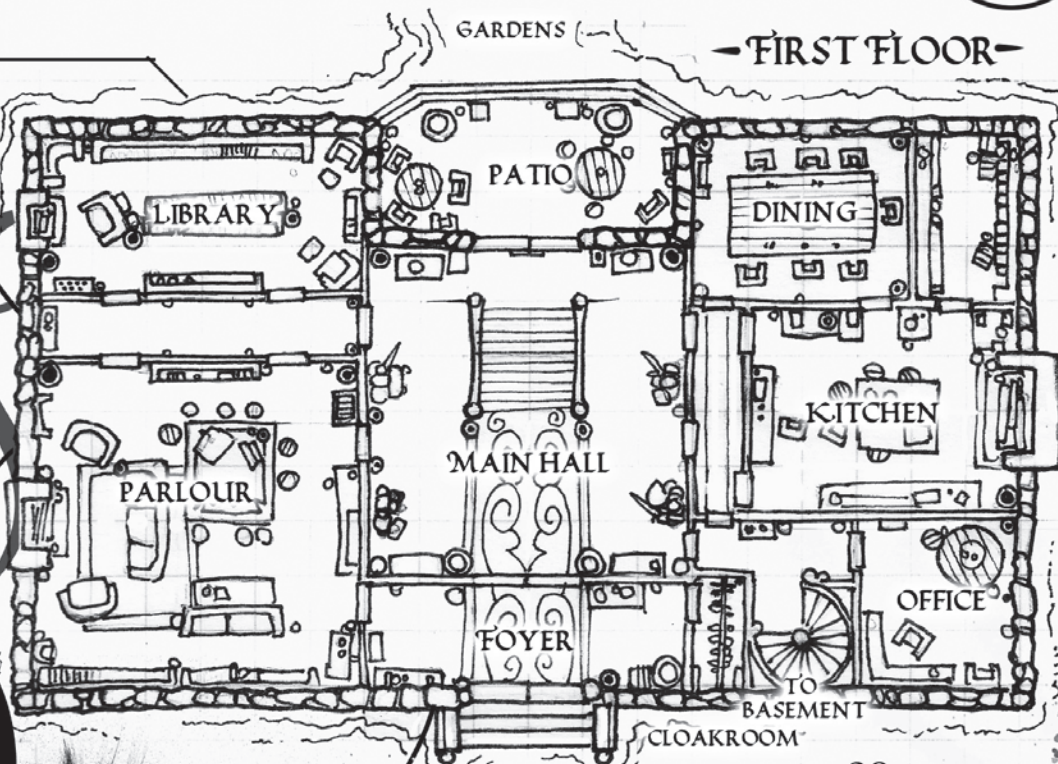 GARDENS
FIRST FLOOR
PATIO
LIBRARY
DINING
KITCHEN
MAIN HALL
PARLOUR
OFFICE
FOYER
TO
BASEMENT
CLOAKROOM